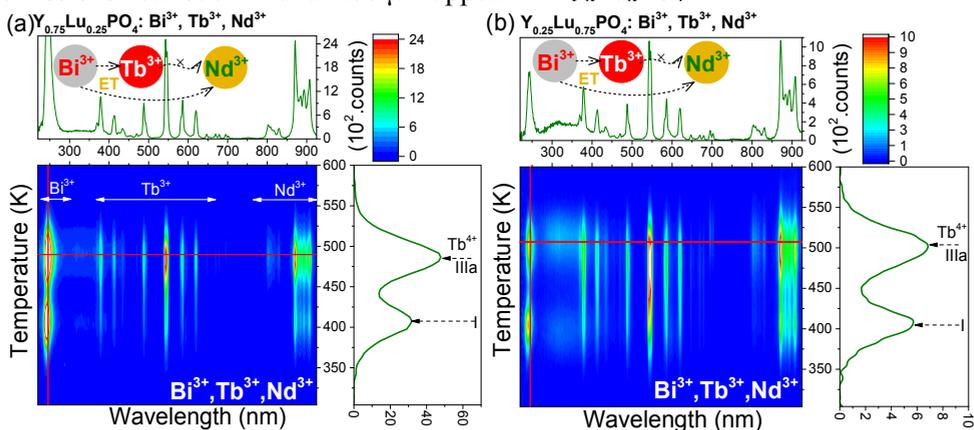 (a) Y0.75Lu0.25PO4: Bi3+, Tb3+, Nd3+
24
18
12
6
0
(10².counts)
Bi3+ Tb3+ × Nd3+
ET
300 400 500 600 700 800 900
24
18
12
6
0
Temperature (K)
600
550
500
450
400
350
Bi3+ Tb3+ Nd3+
Bi3+,Tb3+,Nd3+
Wavelength (nm)
Tb4+
IIIa
I
0 20 40 60
(b) Y0.25Lu0.75PO4: Bi3+, Tb3+, Nd3+
10
8
6
4
2
0
(10².counts)
Bi3+ Tb3+ × Nd3+
ET
300 400 500 600 700 800 900
10
9
8
7
6
5
4
3
2
1
0
Temperature (K)
600
550
500
450
400
350
Bi3+,Tb3+,Nd3+
Wavelength (nm)
Tb4+
IIIa
I
0 2 4 6 8 10